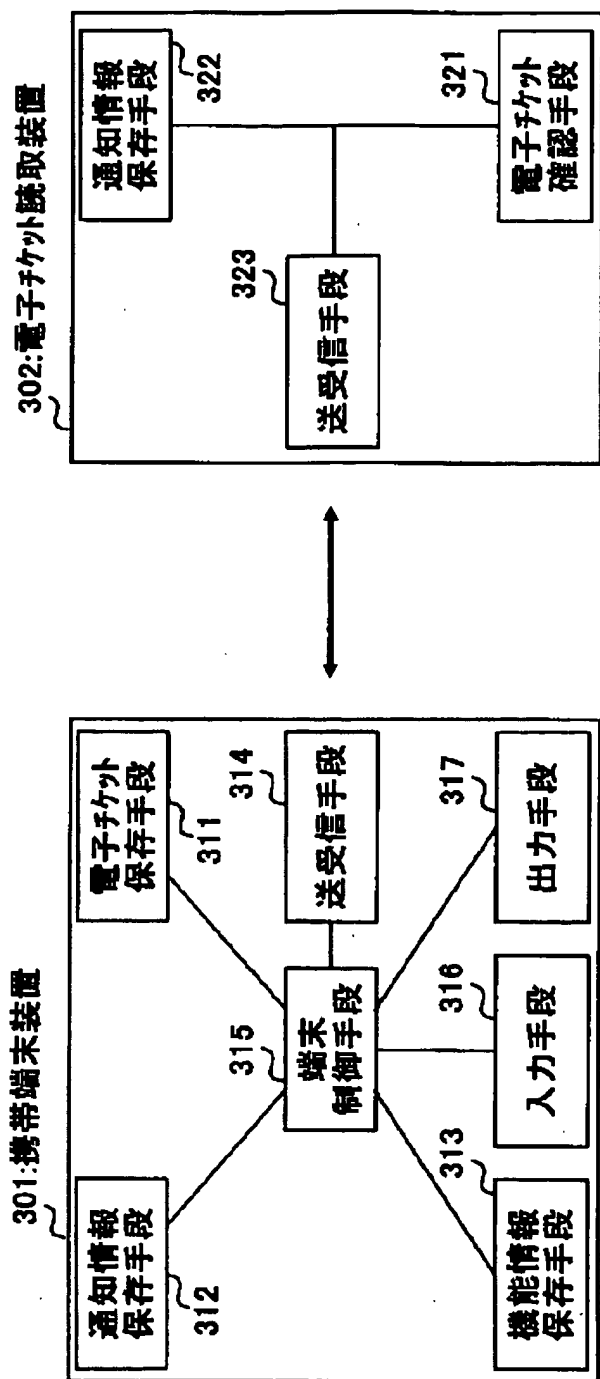 301:携帯端末装置
通知情報
保存手段
312
電子チケット
保存手段
311
315
端末
制御手段
314
送受信手段
313
機能情報
保存手段
316
入力手段
317
出力手段
302:電子チケット読取装置
通知情報
保存手段
322
323
送受信手段
321
電子チケット
確認手段